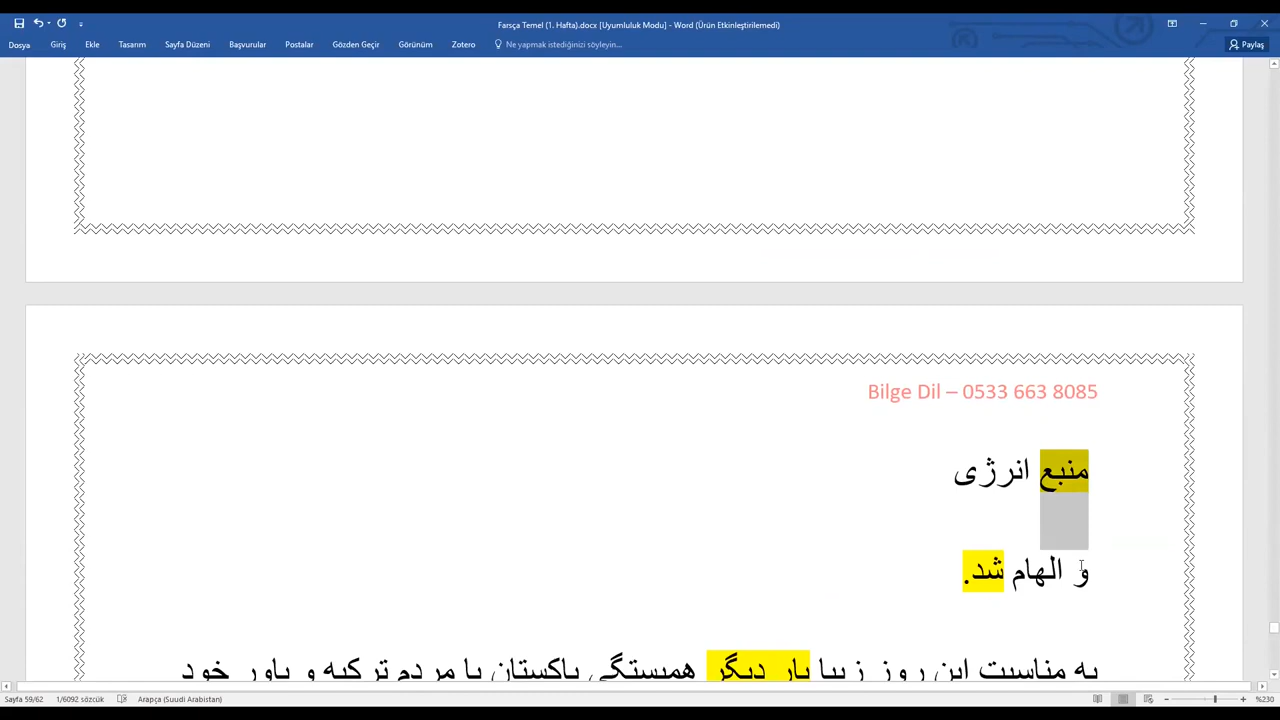 Farsça Temel (1. Hafta).docx [Uyumluluk Modu] - Word (Ürün Etkinleştirilemedi)
Dosya Giriş Ekle Tasarım Sayfa Düzeni Başvurular Postalar Gözden Geçir Görünüm Zotero Ne yapmak istediğinizi söyleyin... Paylaş
Bilge Dil – 0533 663 8085
منبع انرژی
و الهام شد.
به مناسبت این روز زیبا بار دیگر همبستگی پاکستان با مردم ترکیه و باور خود
Sayfa 59/62 1/6092 sözcük Arapça (Suudi Arabistan) %230